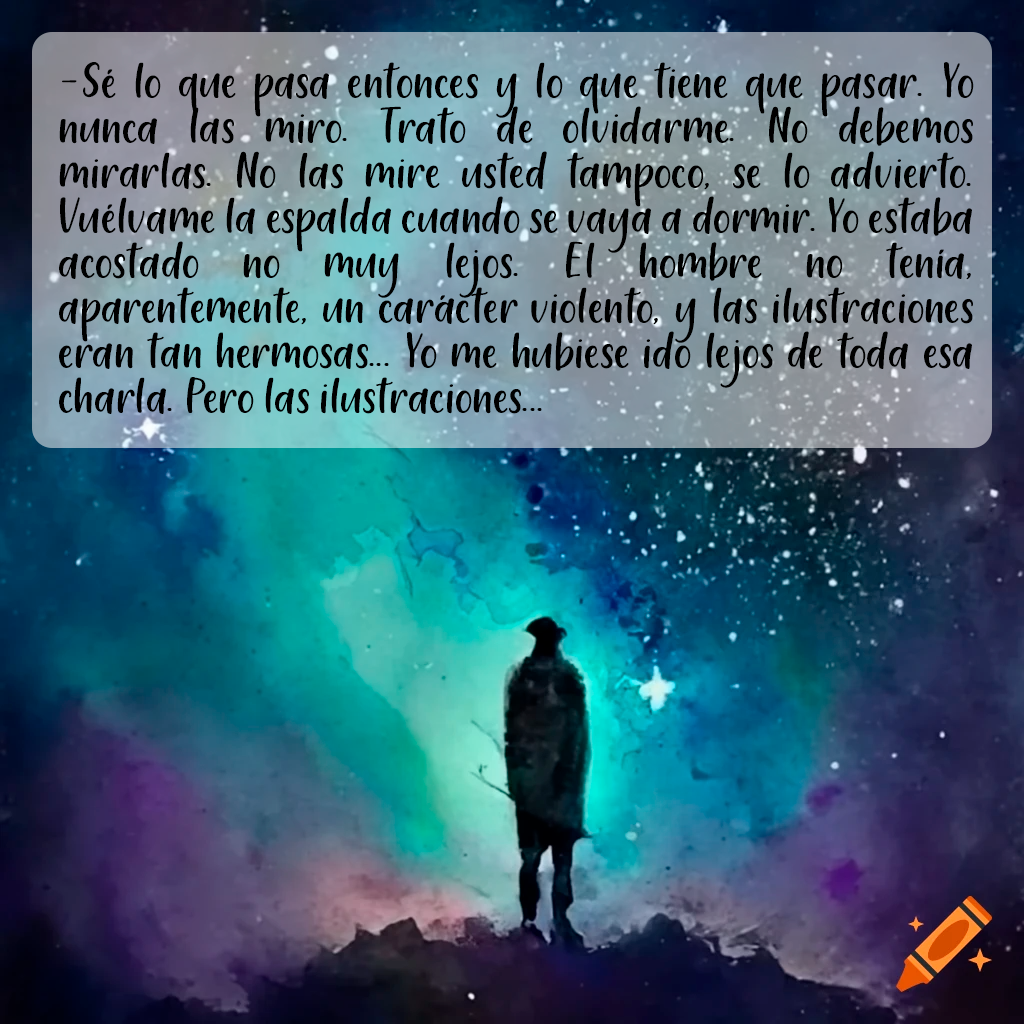 -Sé lo que pasa entonces y lo que tiene que pasar. Yo
nunca las miro. Trato de olvidarme. No debemos
mirarlas. No las mire usted tampoco, se lo advierto.
Vuélvame la espalda cuando se vaya a dormir. Yo estaba
acostado no muy lejos. El hombre no tenía,
aparentemente, un carácter violento, y las ilustraciones
eran tan hermosas... Yo me hubiese ido lejos de toda esa
charla. Pero las ilustraciones...